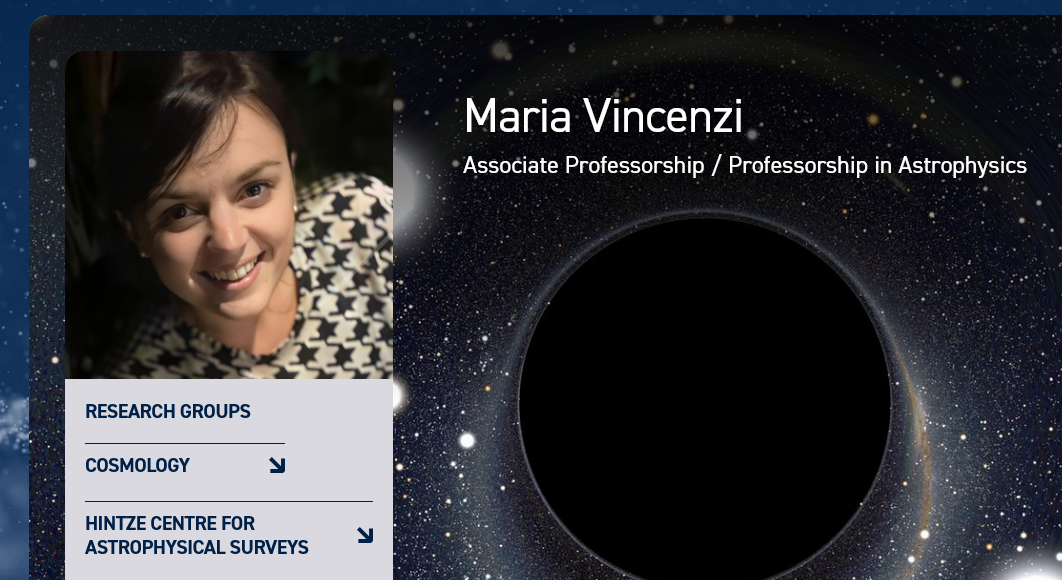 Maria Vincenzi
Associate Professorship / Professorship in Astrophysics
RESEARCH GROUPS
COSMOLOGY
HINTZE CENTRE FOR
ASTROPHYSICAL SURVEYS